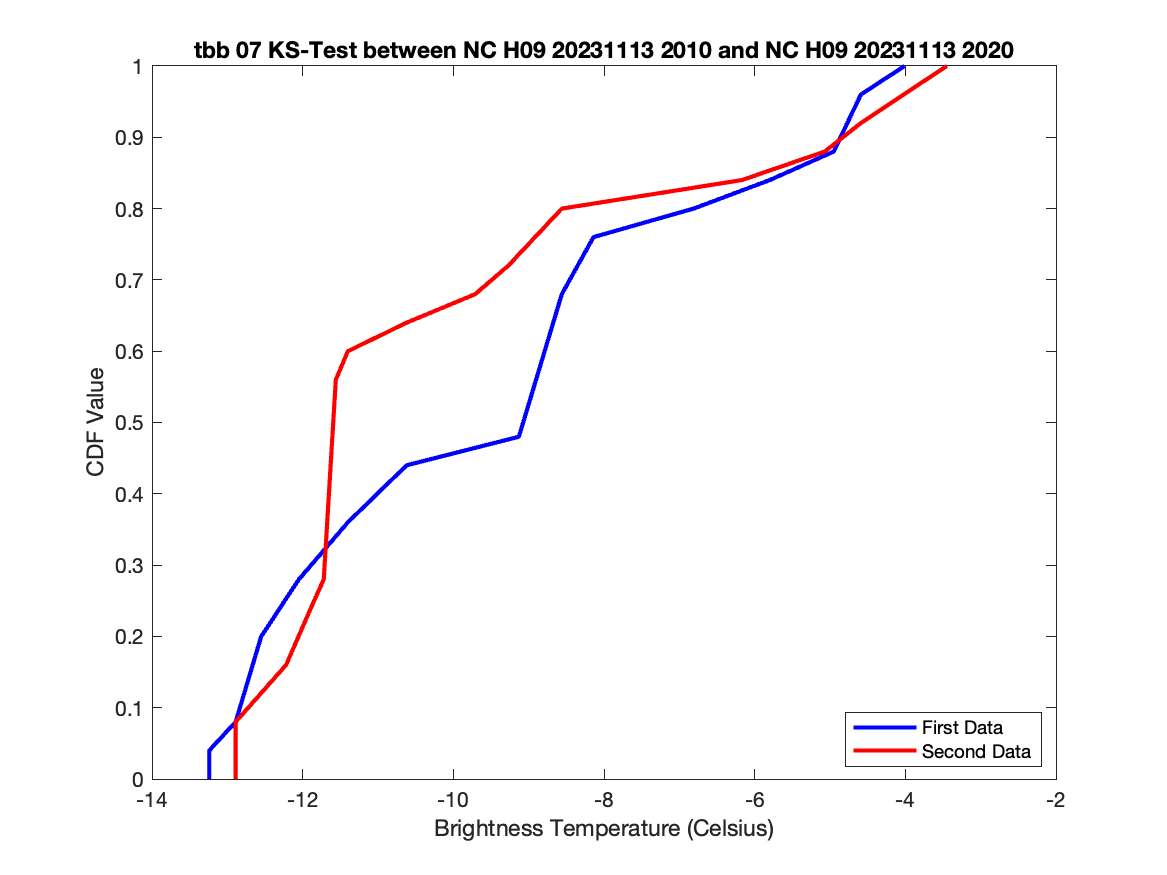 tbb 07 KS-Test between NC H09 20231113 2010 and NC H09 20231113 2020
1
0.9
0.8
0.7
0.6
0.5
0.4
0.3
0.2
0.1
0
CDF Value
First Data
Second Data
-14 -12 -10 -8 -6 -4 -2
Brightness Temperature (Celsius)